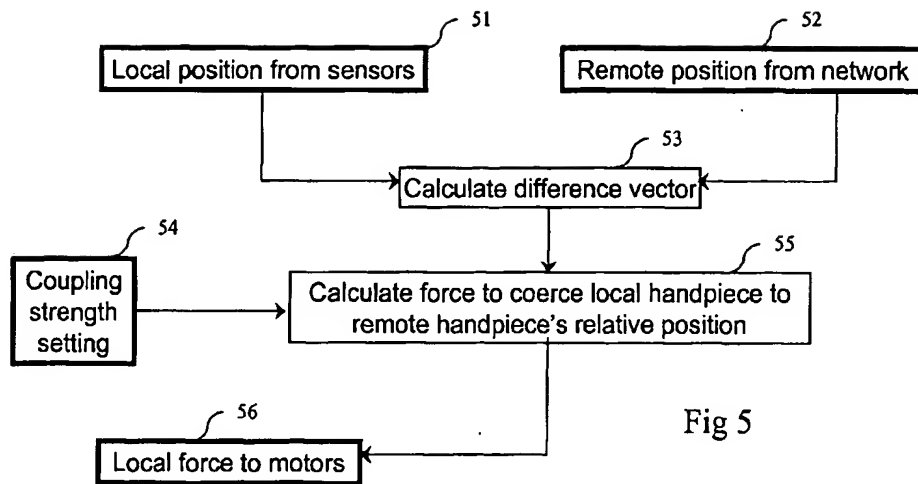 51
52
Local position from sensors
Remote position from network
53
Calculate difference vector
54
55
Coupling
strength
setting
Calculate force to coerce local handpiece to
remote handpiece's relative position
56
Fig 5
Local force to motors